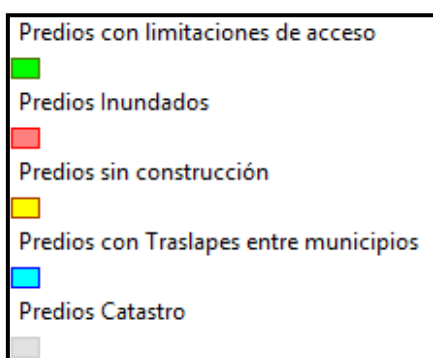 Predios con limitaciones de acceso
Predios Inundados
Predios sin construcción
Predios con Traslapes entre municipios
Predios Catastro